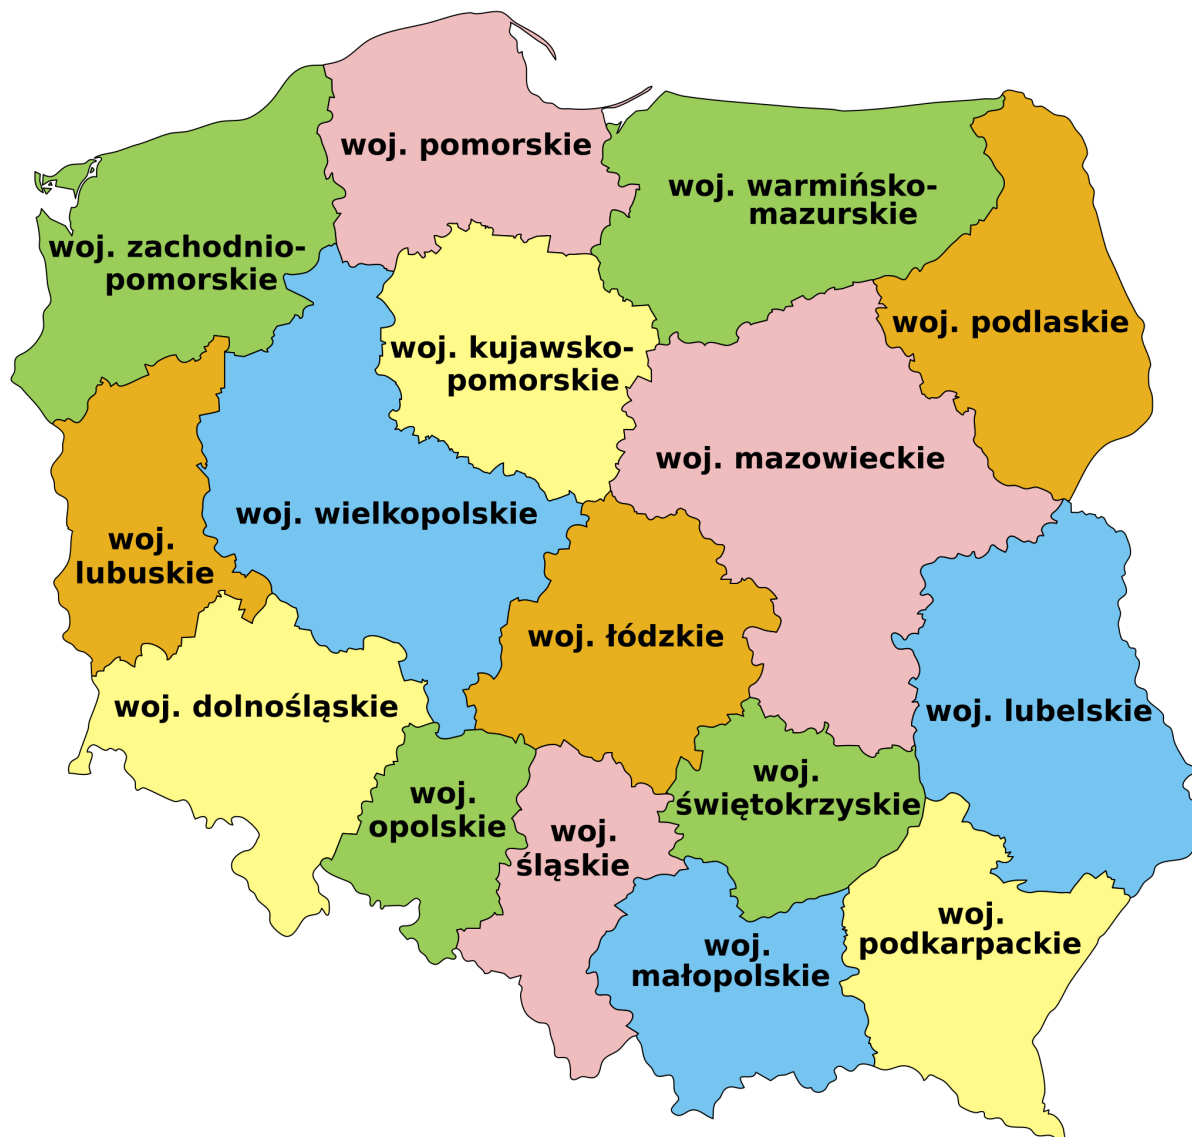 woj. pomorskie
woj. warmińsko-
mazurskie
woj. zachodnio-
pomorskie
woj. podlaskie
woj. kujawsko-
pomorskie
woj. mazowieckie
woj. wielkopolskie
woj.
lubuskie
woj. łódzkie
woj. dolnośląskie
woj. lubelskie
woj.
opolskie
woj.
śląskie
woj.
świętokrzyskie
woj.
małopolskie
woj.
podkarpackie